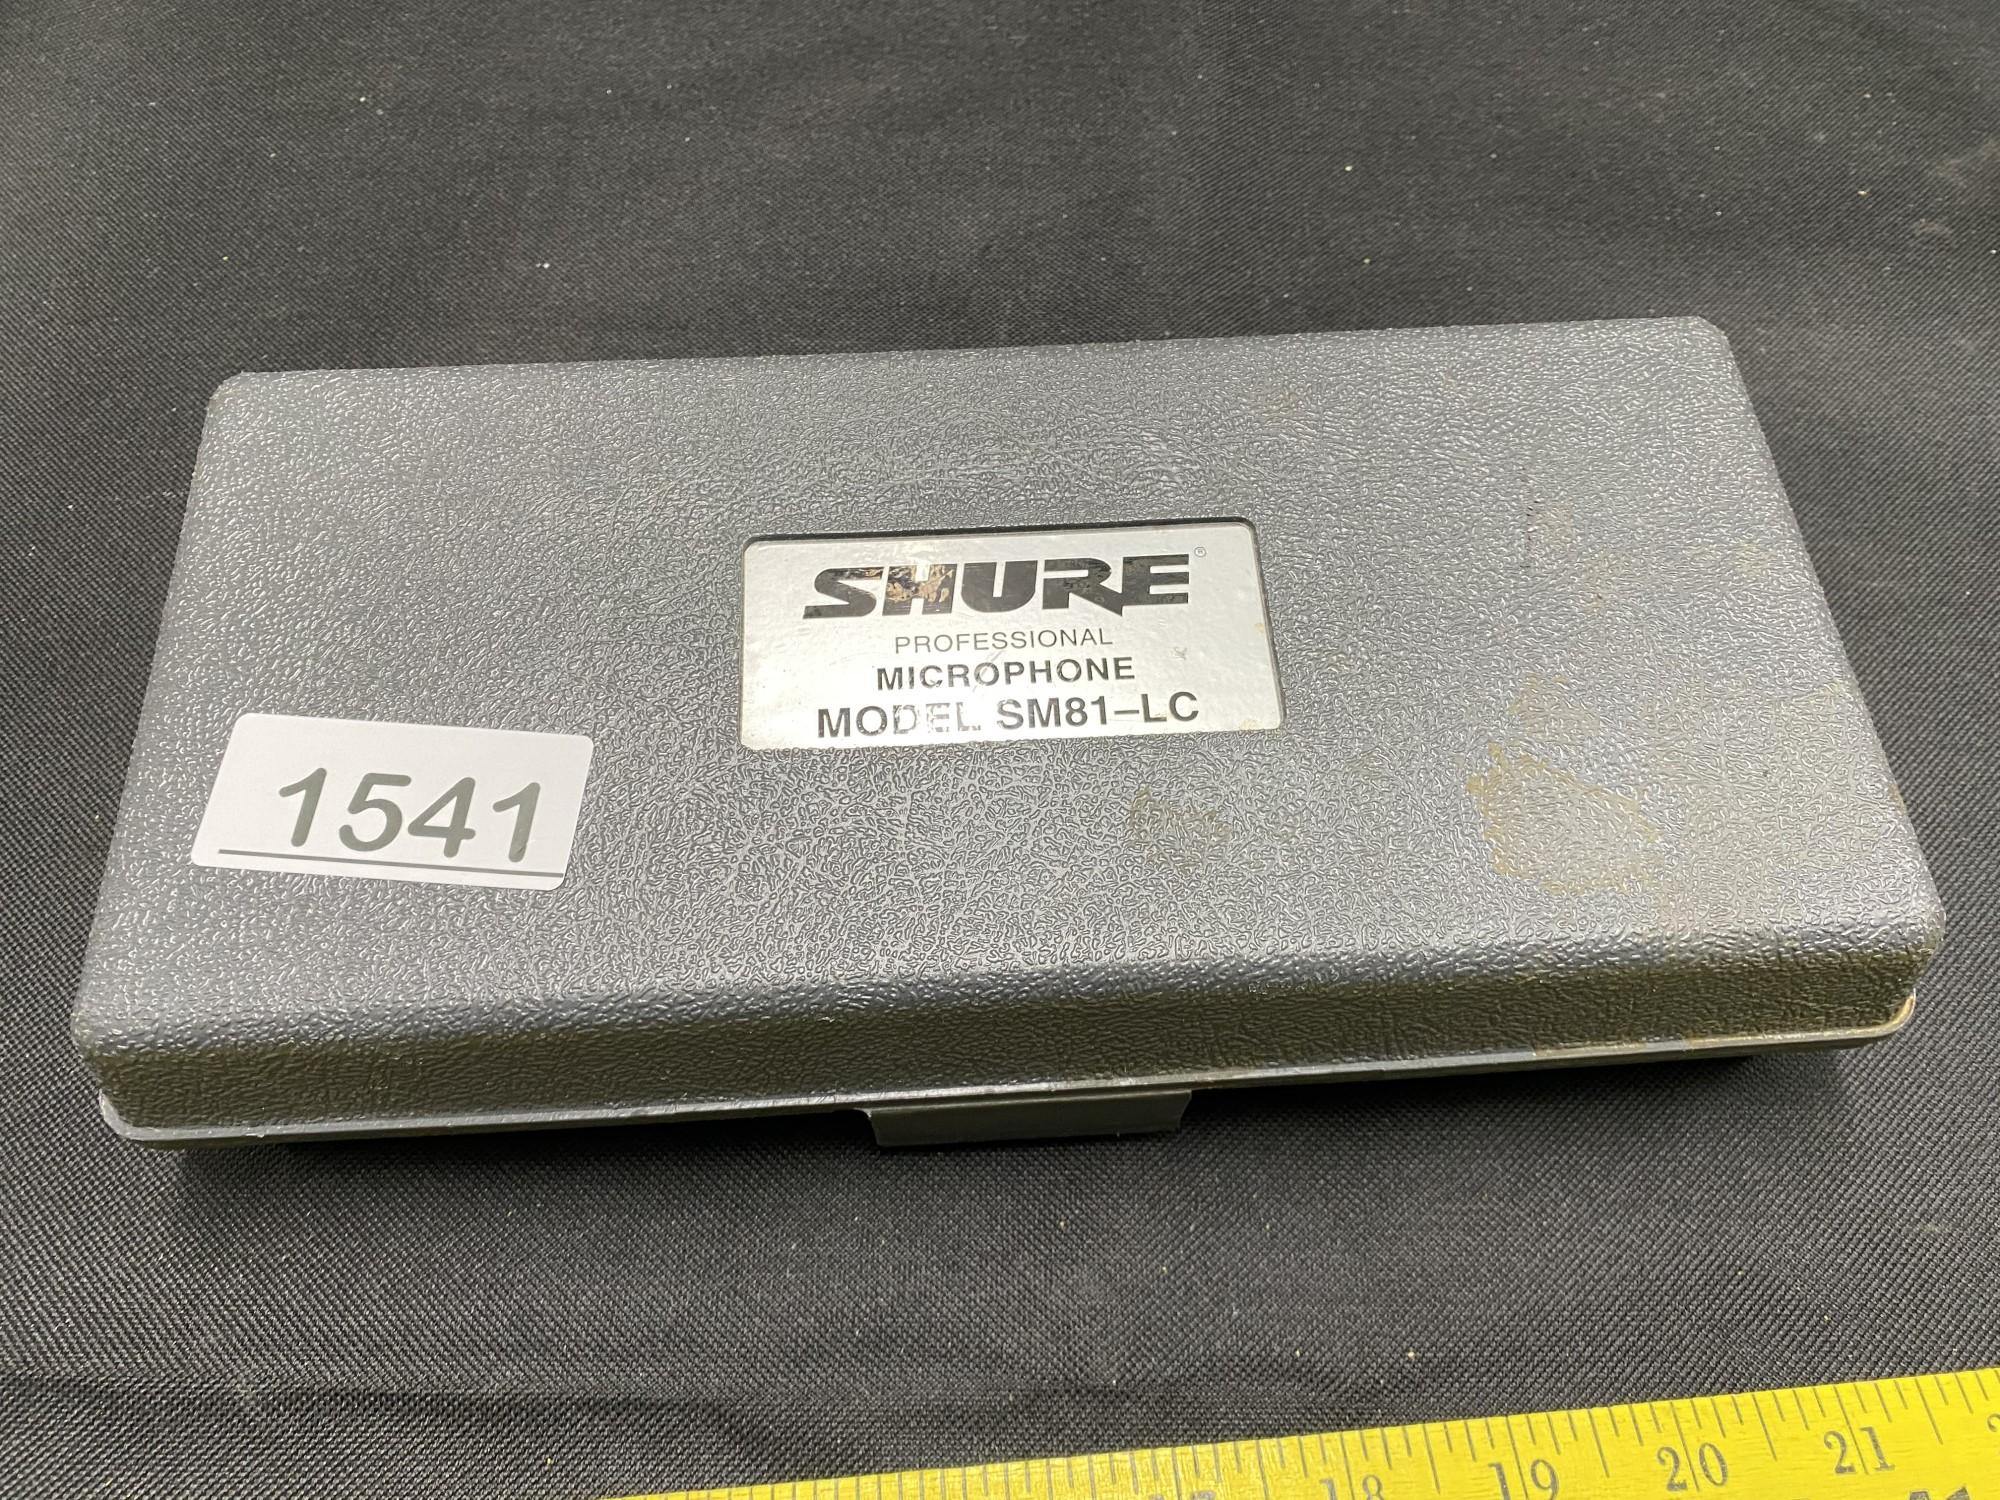 SHURE®
PROFESSIONAL
MICROPHONE
MODEL SM81–LC
1541
18 19 20 21